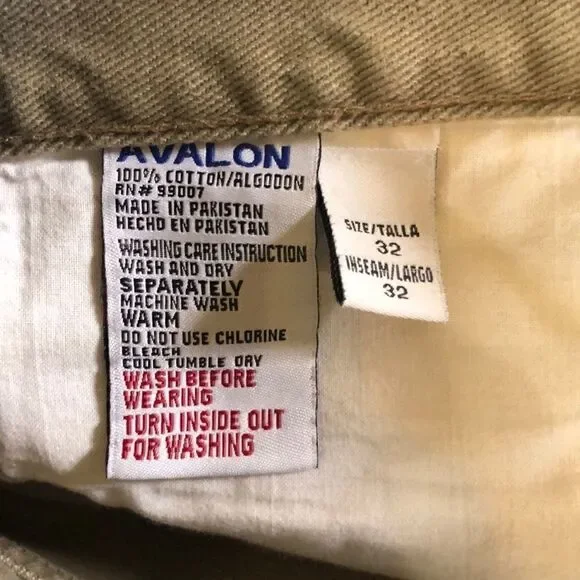 AVALON
100% COTTON/ALGODON
RN# 99007
MADE IN PAKISTAN
HECHO EN PAKISTAN
WASHING CARE INSTRUCTION
WASH AND DRY
SEPARATELY
MACHINE WASH
WARM
DO NOT USE CHLORINE
BLEACH
COOL TUMBLE DRY
WASH BEFORE
WEARING
TURN INSIDE OUT
FOR WASHING
SIZE/TALLA
32
INSEAM/LARGO
32